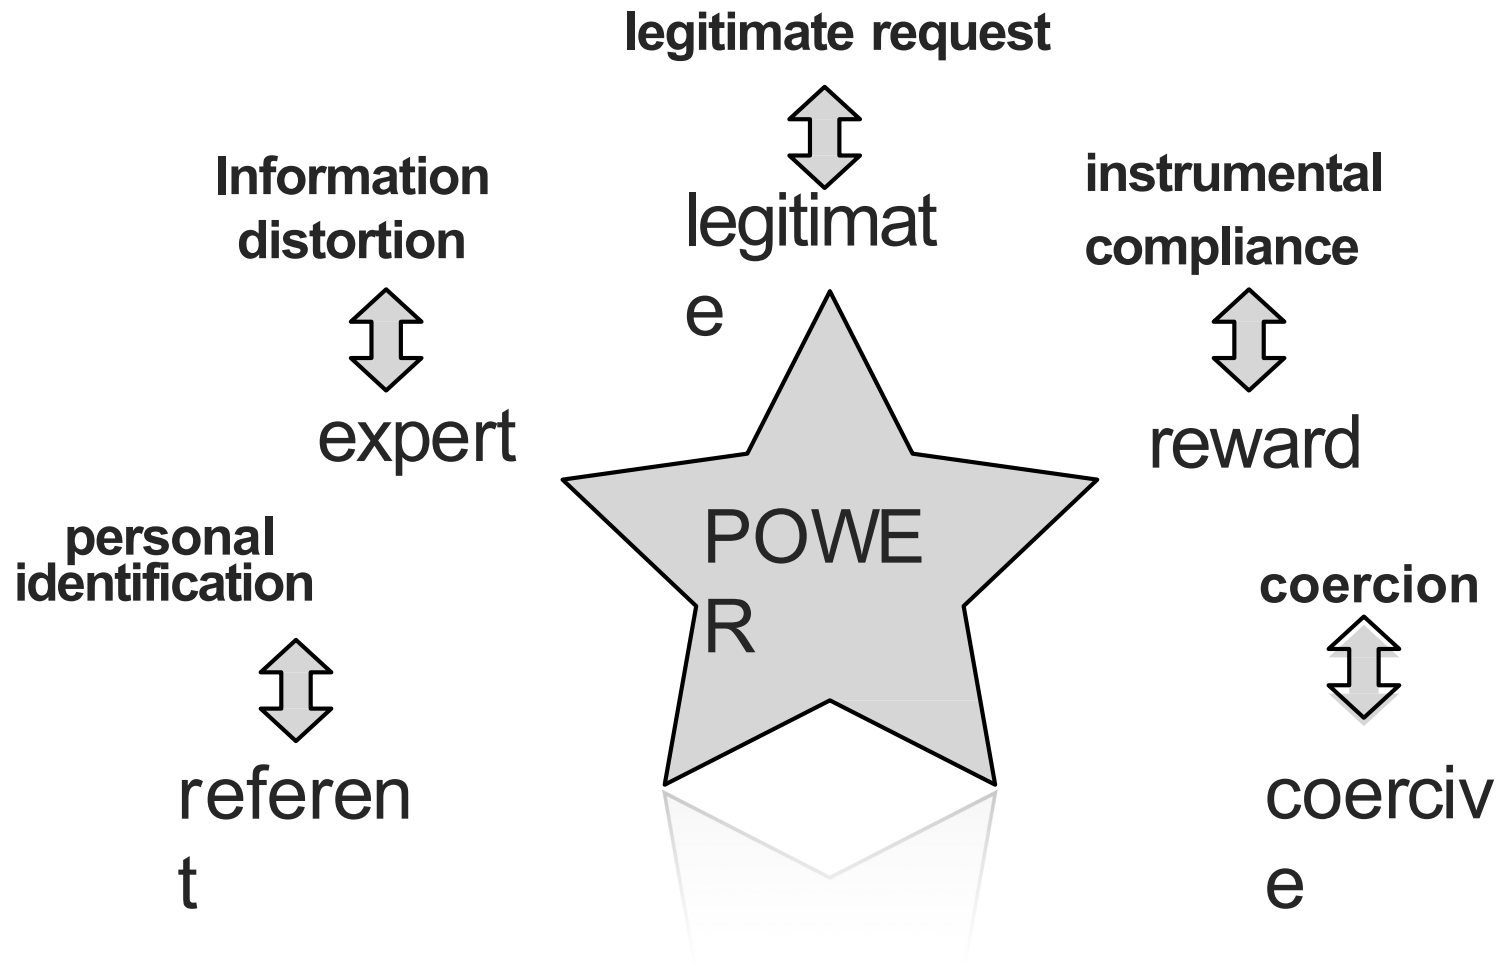 legitimate request
legitimat
e
Information
distortion
expert
instrumental
compliance
reward
POWE
R
personal
identification
referen
t
coercion
coerciv
e